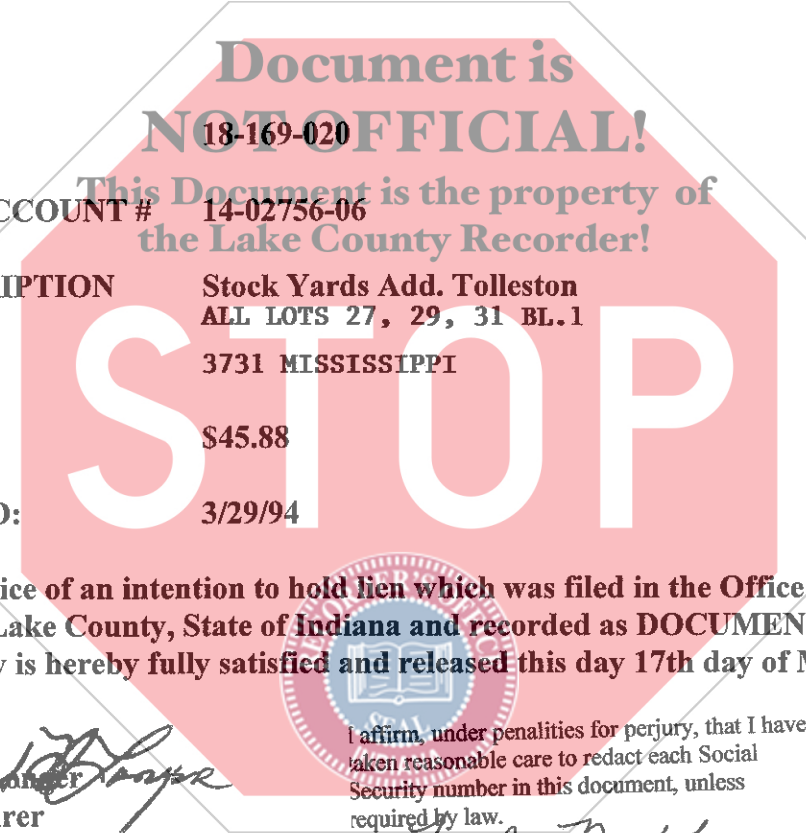 Document is
NOT OFFICIAL!
18-169-020
This Document is the property of
CCOUNT # 14-02756-06
the Lake County Recorder!
IPTION Stock Yards Add. Tolleston
ALL LOTS 27, 29, 31 BL.1
3731 MISSISSIPPI
STOP
$45.88
O: 3/29/94
ice of an intention to hold lien which was filed in the Office
Lake County, State of Indiana and recorded as DOCUMEN
y is hereby fully satisfied and released this day 17th day of M
RECORDER'S OFFICE
SEAL
I affirm, under penalities for perjury, that I have
taken reasonable care to redact each Social
Security number in this document, unless
required by law.
rer